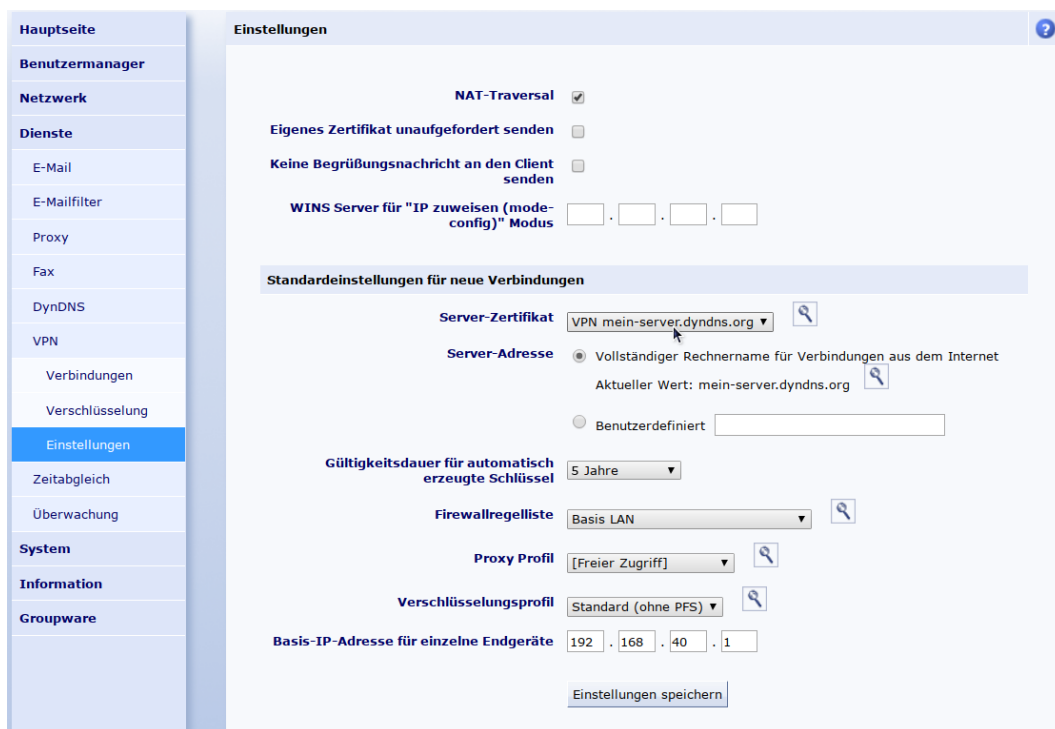 Hauptseite
Benutzermanager
Netzwerk
Dienste
E-Mail
E-Mailfilter
Proxy
Fax
DynDNS
VPN
Verbindungen
Verschlüsselung
Einstellungen
Zeitabgleich
Überwachung
System
Information
Groupware
Einstellungen
?
NAT-Traversal
Eigenes Zertifikat unaufgefordert senden
Keine Begrüßungsnachricht an den Client
senden
WINS Server für "IP zuweisen (mode-
config)" Modus
. . .
Standardeinstellungen für neue Verbindungen
Server-Zertifikat VPN mein-server.dyndns.org
Server-Adresse Vollständiger Rechnername für Verbindungen aus dem Internet
Aktueller Wert: mein-server.dyndns.org
Benutzerdefiniert
Gültigkeitsdauer für automatisch
erzeugte Schlüssel 5 Jahre
Firewallregelliste Basis LAN
Proxy Profil [Freier Zugriff]
Verschlüsselungsprofil Standard (ohne PFS)
Basis-IP-Adresse für einzelne Endgeräte 192 . 168 . 40 . 1
Einstellungen speichern